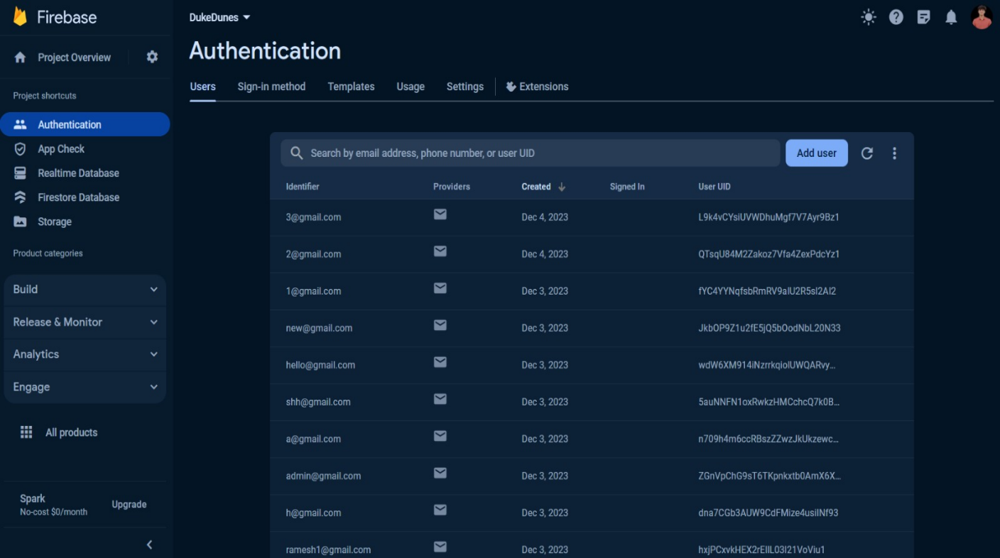 Firebase
DukeDunes
Project Overview
Authentication
Users Sign-in method Templates Usage Settings Extensions
Project shortcuts
Authentication
App Check
Realtime Database
Firestore Database
Storage
Product categories
Build
Release & Monitor
Analytics
Engage
All products
Spark
No-cost $0/month
Upgrade
Search by email address, phone number, or user UID
Add user
Identifier Providers Created Signed In User UID
3@gmail.com Dec 4, 2023 L9k4vCYsiUVWDhuMgf7V7Ayr9Bz1
2@gmail.com Dec 4, 2023 QTsqU84M2Zakoz7Vfa4ZexPdcYz1
1@gmail.com Dec 3, 2023 fYC4YYNqfsbRmRV9aIU2R5sI2AI2
new@gmail.com Dec 3, 2023 JkbOP9Z1u2fE5jQ5bOodNbL20N33
hello@gmail.com Dec 3, 2023 wdW6XM914iNzrrkqioIUWQARvy...
shh@gmail.com Dec 3, 2023 5auNNFN1oxRwkzHMCchcQ7k0B...
a@gmail.com Dec 3, 2023 n709h4m6ccRBszZZwzJkUkzewc...
admin@gmail.com Dec 3, 2023 ZGnVpChG9sT6TKpnkxtb0AmX6X...
h@gmail.com Dec 3, 2023 dna7CGb3AUW9CdFMize4usiINf93
ramesh1@gmail.com Dec 3, 2023 hxjPCxvkHEX2rEIIL03I21VoViu1